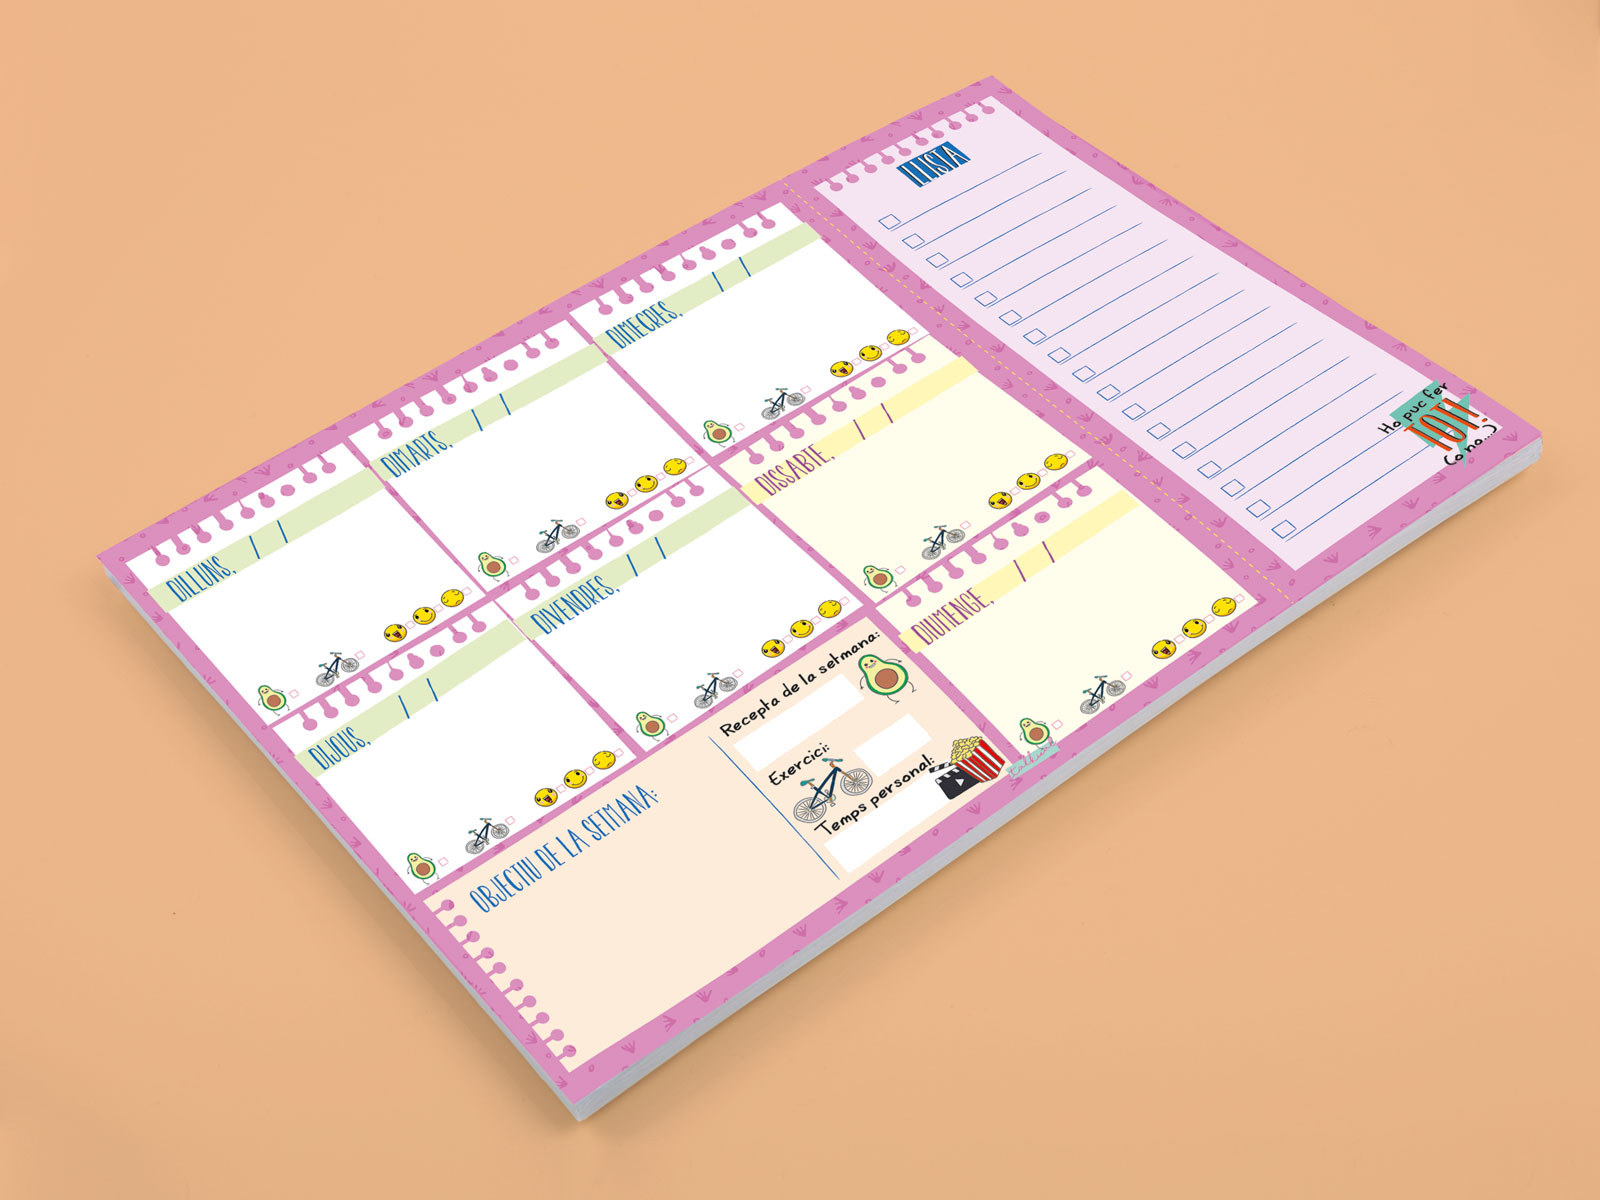 DILLUNS, / /
DIMARTS, / /
DIMECRES, / /
DIJOUS, / /
DIVENDRES, / /
DISSABTE, / /
DIUMENGE, / /
OBJECTIU DE LA SETMANA:
Recepta de la setmana:
Exercici:
Temps personal:
LLISTA
Ho puc fer
TOT!
(o no...)